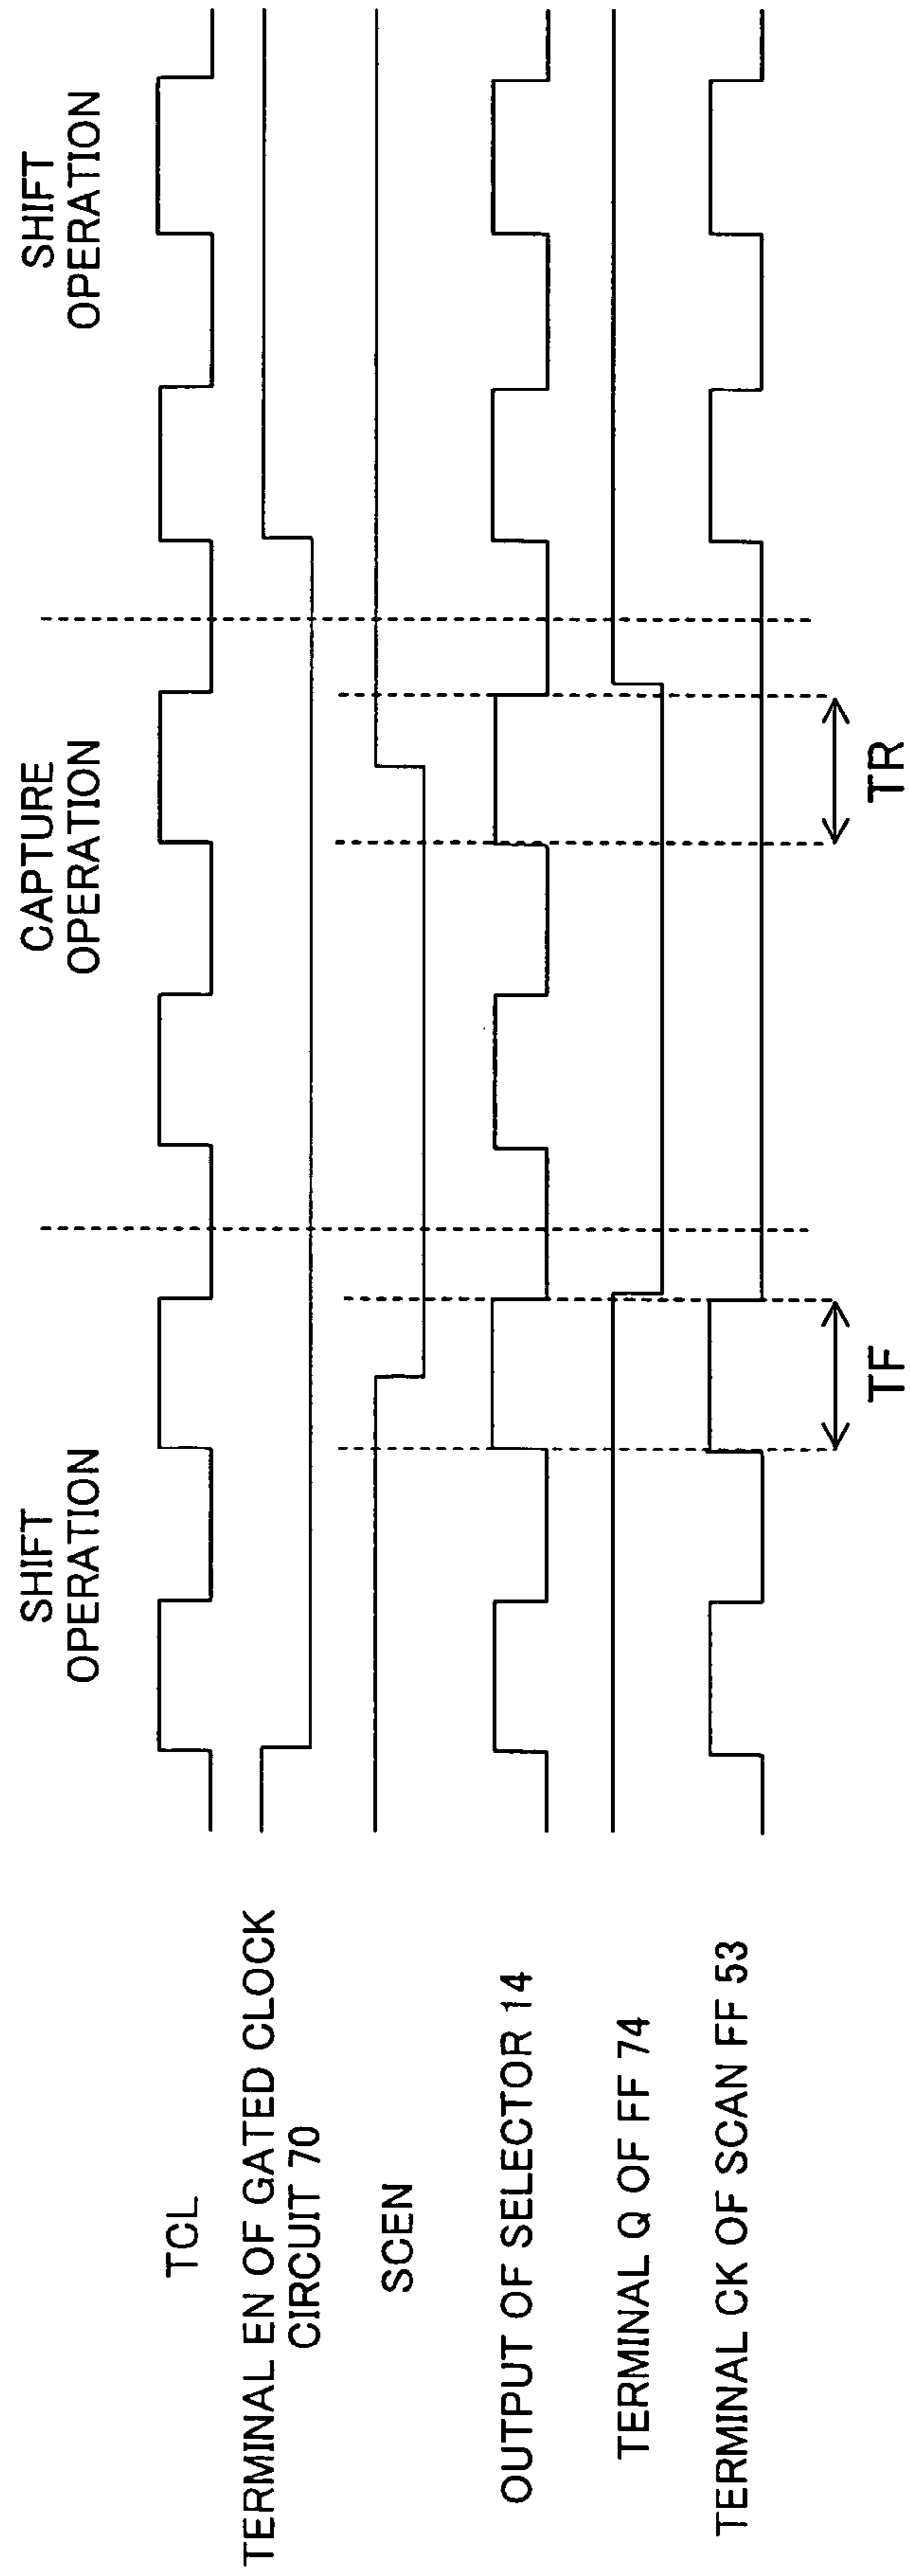 SHIFT
OPERATION
CAPTURE
OPERATION
SHIFT
OPERATION
TCL
TERMINAL EN OF GATED CLOCK
CIRCUIT 70
SCEN
OUTPUT OF SELECTOR 14
TERMINAL Q OF FF 74
TERMINAL CK OF SCAN FF 53
TF
TR